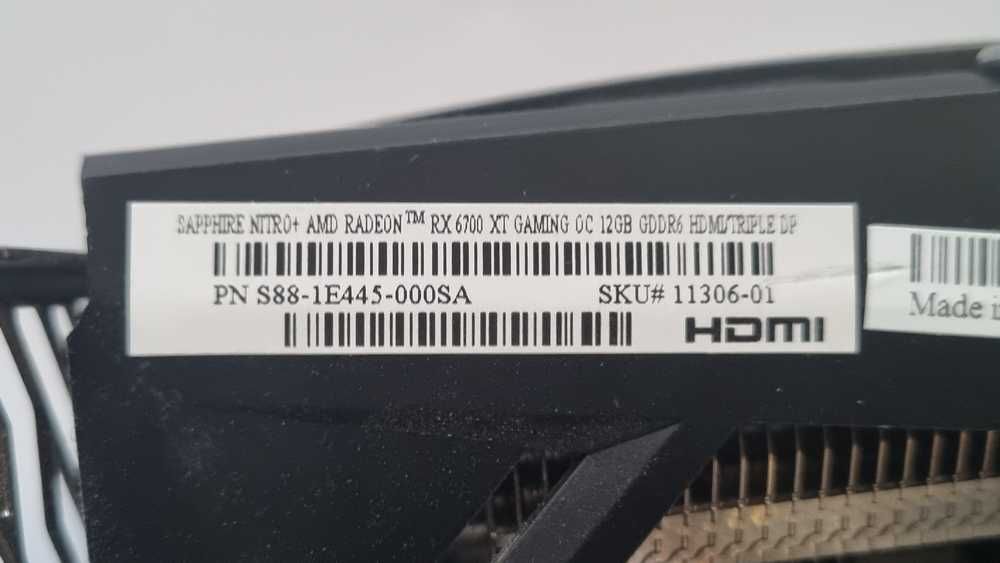 SAPPHIRE NITRO+ AMD RADEON™ RX 6700 XT GAMING OC 12GB GDDR6 HDMI/TRIPLE DP
PN S88-1E445-000SA SKU# 11306-01
HDMI
Made i